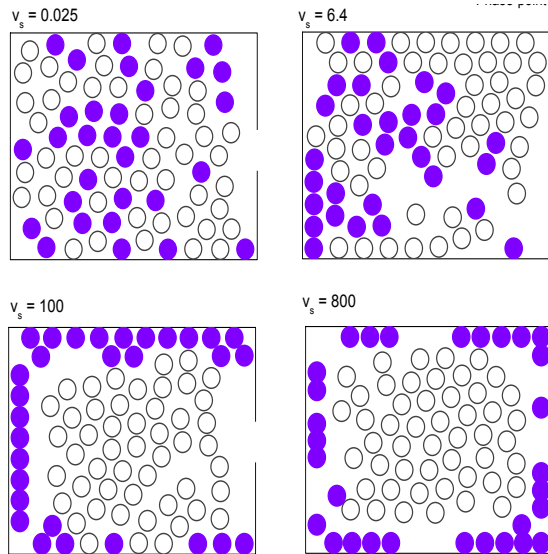 v_s = 0.025
v_s = 6.4
v_s = 100
v_s = 800